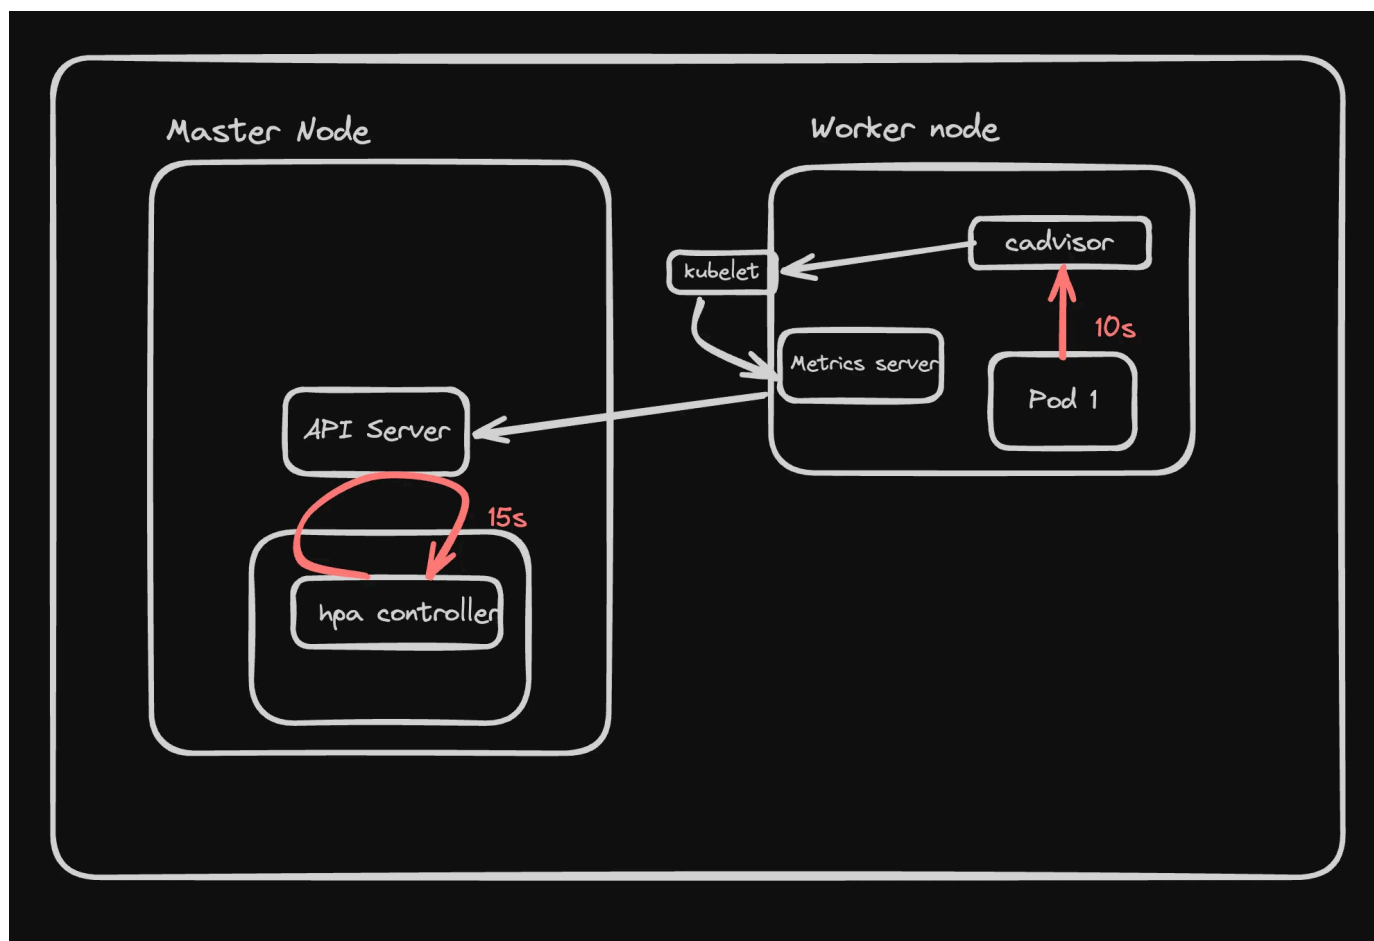 Master Node
Worker node
cadvisor
kubelet
10s
Metrics server
Pod 1
API Server
15s
hpa controller